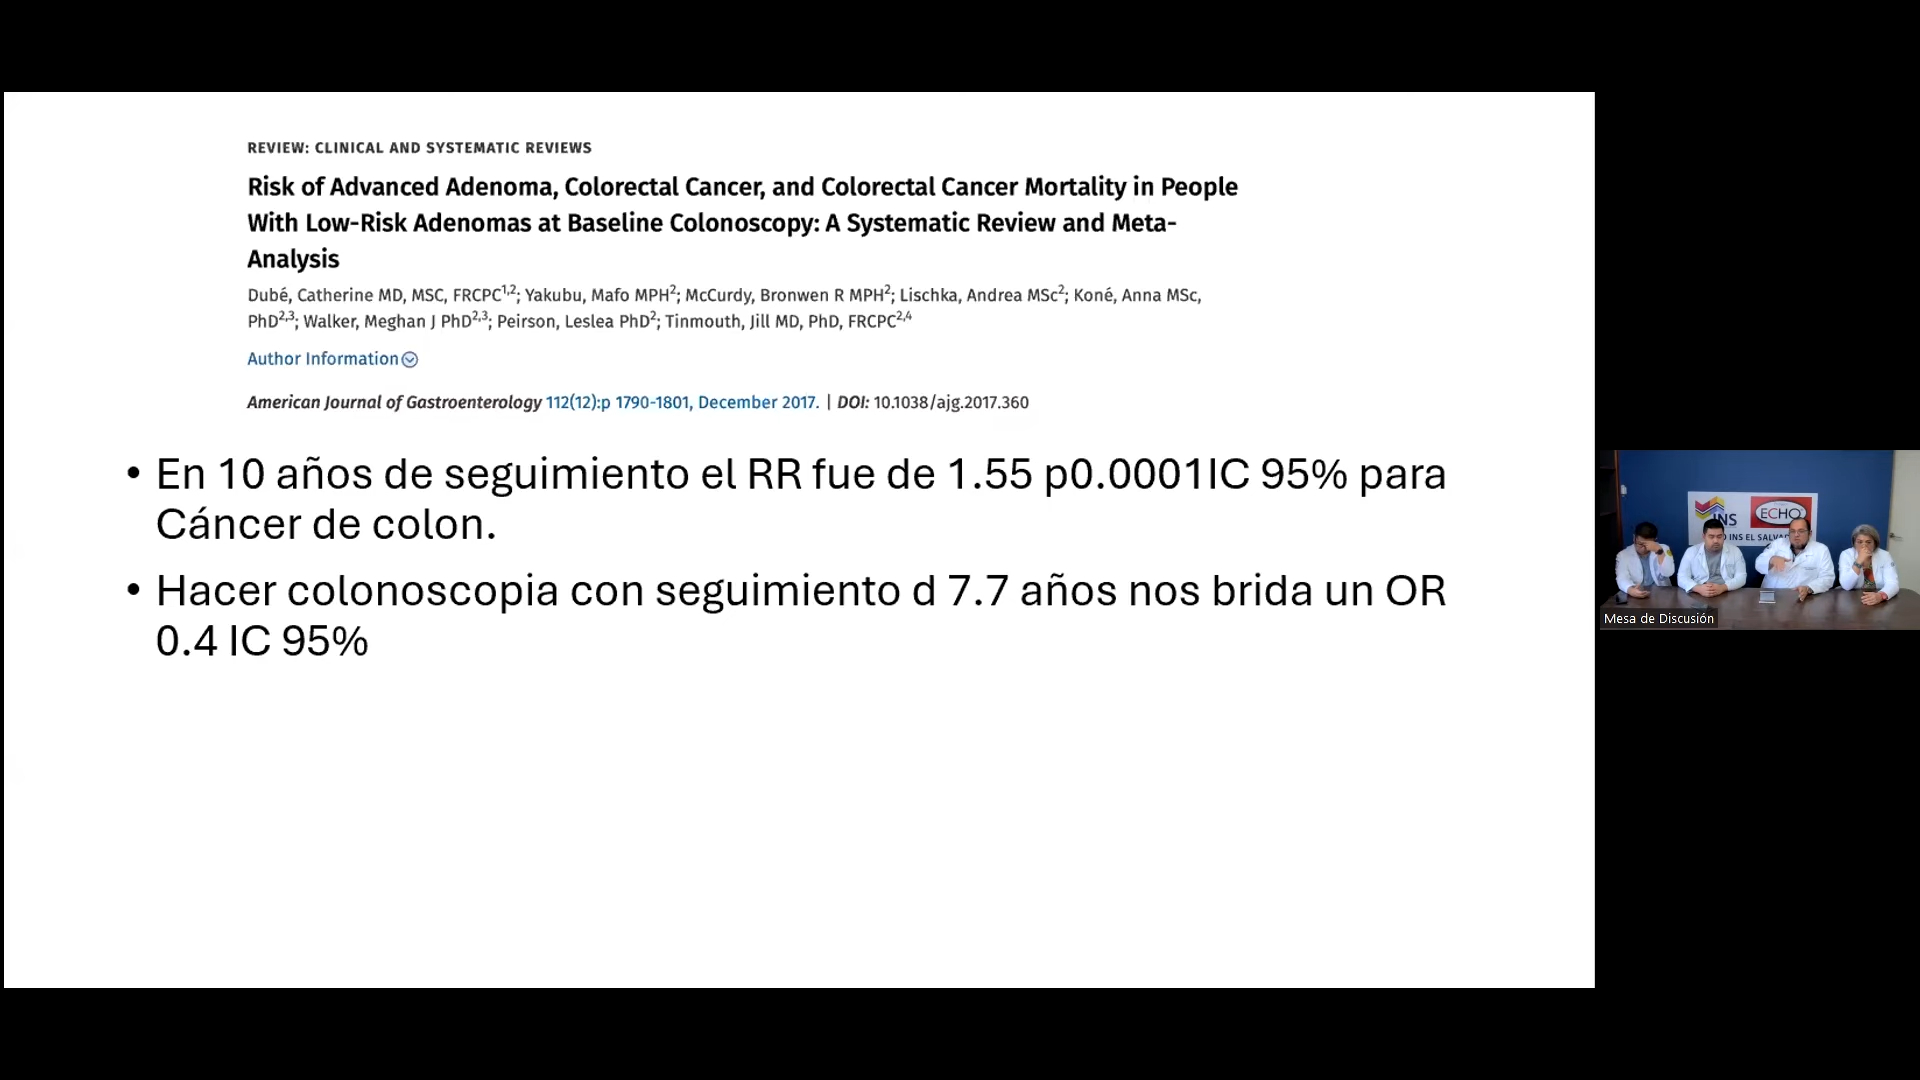 REVIEW: CLINICAL AND SYSTEMATIC REVIEWS
Risk of Advanced Adenoma, Colorectal Cancer, and Colorectal Cancer Mortality in People
With Low-Risk Adenomas at Baseline Colonoscopy: A Systematic Review and Meta-
Analysis
Dubé, Catherine MD, MSC, FRCPC1,2; Yakubu, Mafo MPH2; McCurdy, Bronwen R MPH2; Lischka, Andrea MSc2; Koné, Anna MSc,
PhD2,3; Walker, Meghan J PhD2,3; Peirson, Leslea PhD2; Tinmouth, Jill MD, PhD, FRCPC2,4
Author Information
American Journal of Gastroenterology 112(12):p 1790-1801, December 2017. | DOI: 10.1038/ajg.2017.360
• En 10 años de seguimiento el RR fue de 1.55 p0.0001IC 95% para
Cáncer de colon.
• Hacer colonoscopia con seguimiento d 7.7 años nos brida un OR
0.4 IC 95%
INS
ECHO
INS EL SALVA
Mesa de Discusión